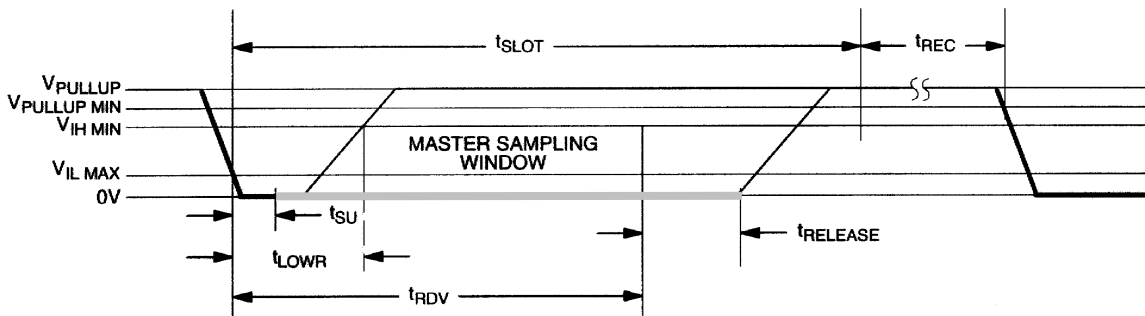 tSLOT
tREC
VPULLUP
VPULLUP MIN
VIH MIN
MASTER SAMPLING
WINDOW
VIL MAX
0V
tSU
tRELEASE
tLOWR
tRDV